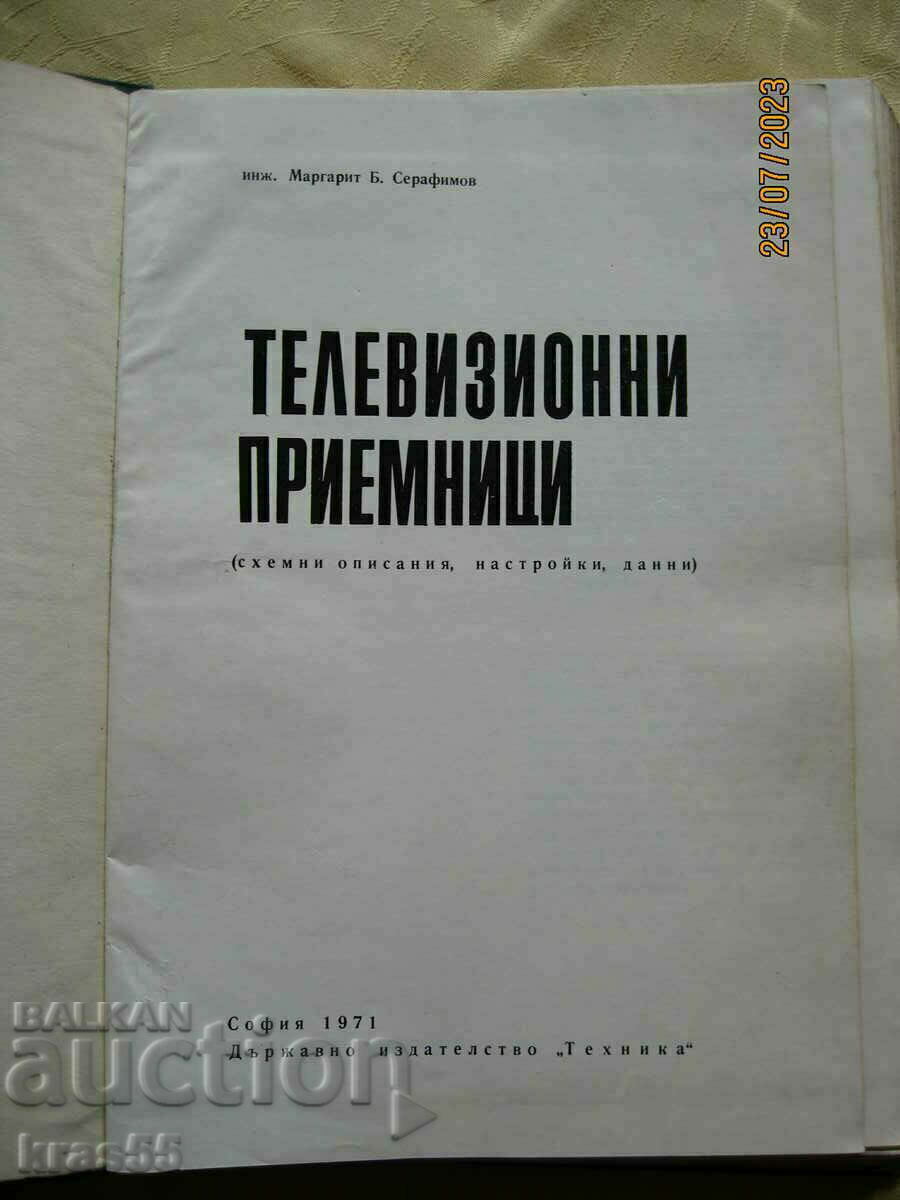 23/07/2023
инж. Маргарит Б. Серафимов
ТЕЛЕВИЗИОННИ
ПРИЕМНИЦИ
(схемни описания, настройки, данни)
София 1971
Държавно издателство „Техника“
BALKAN
auction
kras55